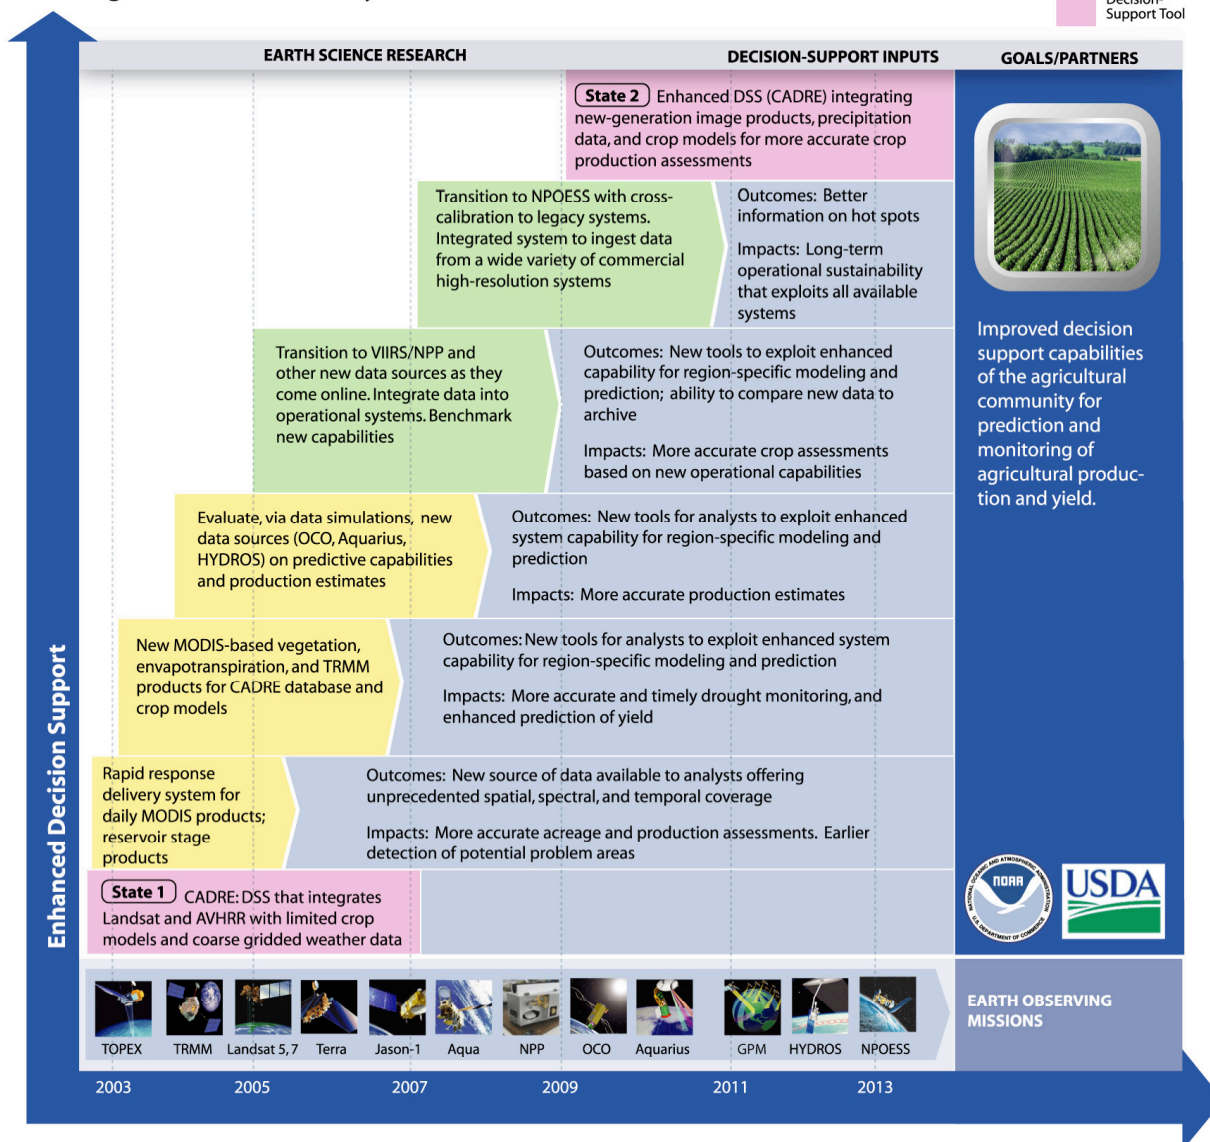 Decision-
Support Tool
EARTH SCIENCE RESEARCH
DECISION-SUPPORT INPUTS
GOALS/PARTNERS
State 2 Enhanced DSS (CADRE) integrating
new-generation image products, precipitation
data, and crop models for more accurate crop
production assessments
Transition to NPOESS with cross-
calibration to legacy systems.
Integrated system to ingest data
from a wide variety of commercial
high-resolution systems
Outcomes: Better
information on hot spots
Impacts: Long-term
operational sustainability
that exploits all available
systems
Improved decision
support capabilities
of the agricultural
community for
prediction and
monitoring of
agricultural produc-
tion and yield.
Transition to VIIRS/NPP and
other new data sources as they
come online. Integrate data into
operational systems. Benchmark
new capabilities
Outcomes: New tools to exploit enhanced
capability for region-specific modeling and
prediction; ability to compare new data to
archive
Impacts: More accurate crop assessments
based on new operational capabilities
Evaluate, via data simulations, new
data sources (OCO, Aquarius,
HYDROS) on predictive capabilities
and production estimates
Outcomes: New tools for analysts to exploit enhanced
system capability for region-specific modeling and
prediction
Impacts: More accurate production estimates
New MODIS-based vegetation,
envapotranspiration, and TRMM
products for CADRE database and
crop models
Outcomes: New tools for analysts to exploit enhanced system
capability for region-specific modeling and prediction
Impacts: More accurate and timely drought monitoring, and
enhanced prediction of yield
Rapid response
delivery system for
daily MODIS products;
reservoir stage
products
Outcomes: New source of data available to analysts offering
unprecedented spatial, spectral, and temporal coverage
Impacts: More accurate acreage and production assessments. Earlier
detection of potential problem areas
State 1 CADRE: DSS that integrates
Landsat and AVHRR with limited crop
models and coarse gridded weather data
Enhanced Decision Support
NATIONAL OCEANIC AND ATMOSPHERIC ADMINISTRATION
NOAA
U.S. DEPARTMENT OF COMMERCE
USDA
TOPEX TRMM Landsat 5,7 Terra Jason-1 Aqua NPP OCO Aquarius GPM HYDROS NPOESS
EARTH OBSERVING
MISSIONS
2003 2005 2007 2009 2011 2013